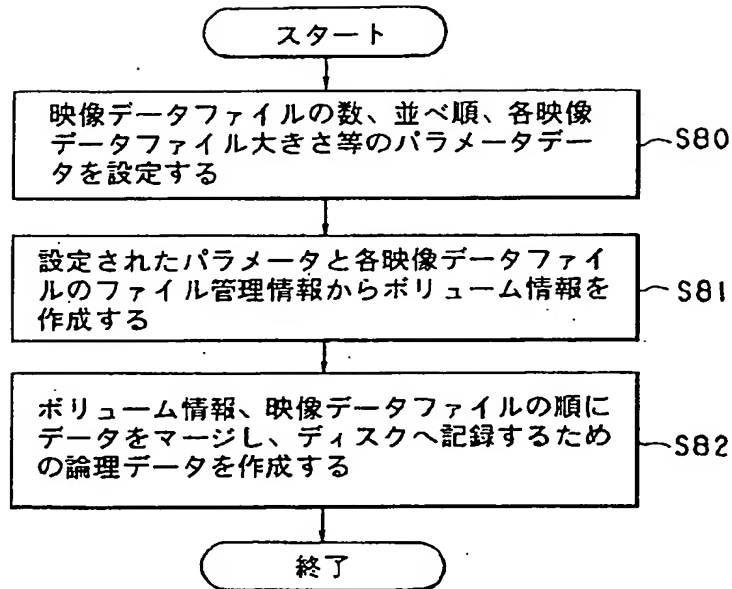 スタート
映像データファイルの数、並べ順、各映像
データファイル大きさ等のパラメータデー
タを設定する
S80
設定されたパラメータと各映像データファイ
ルのファイル管理情報からボリューム情報を
作成する
S81
ボリューム情報、映像データファイルの順に
データをマージし、ディスクへ記録するため
の論理データを作成する
S82
終了